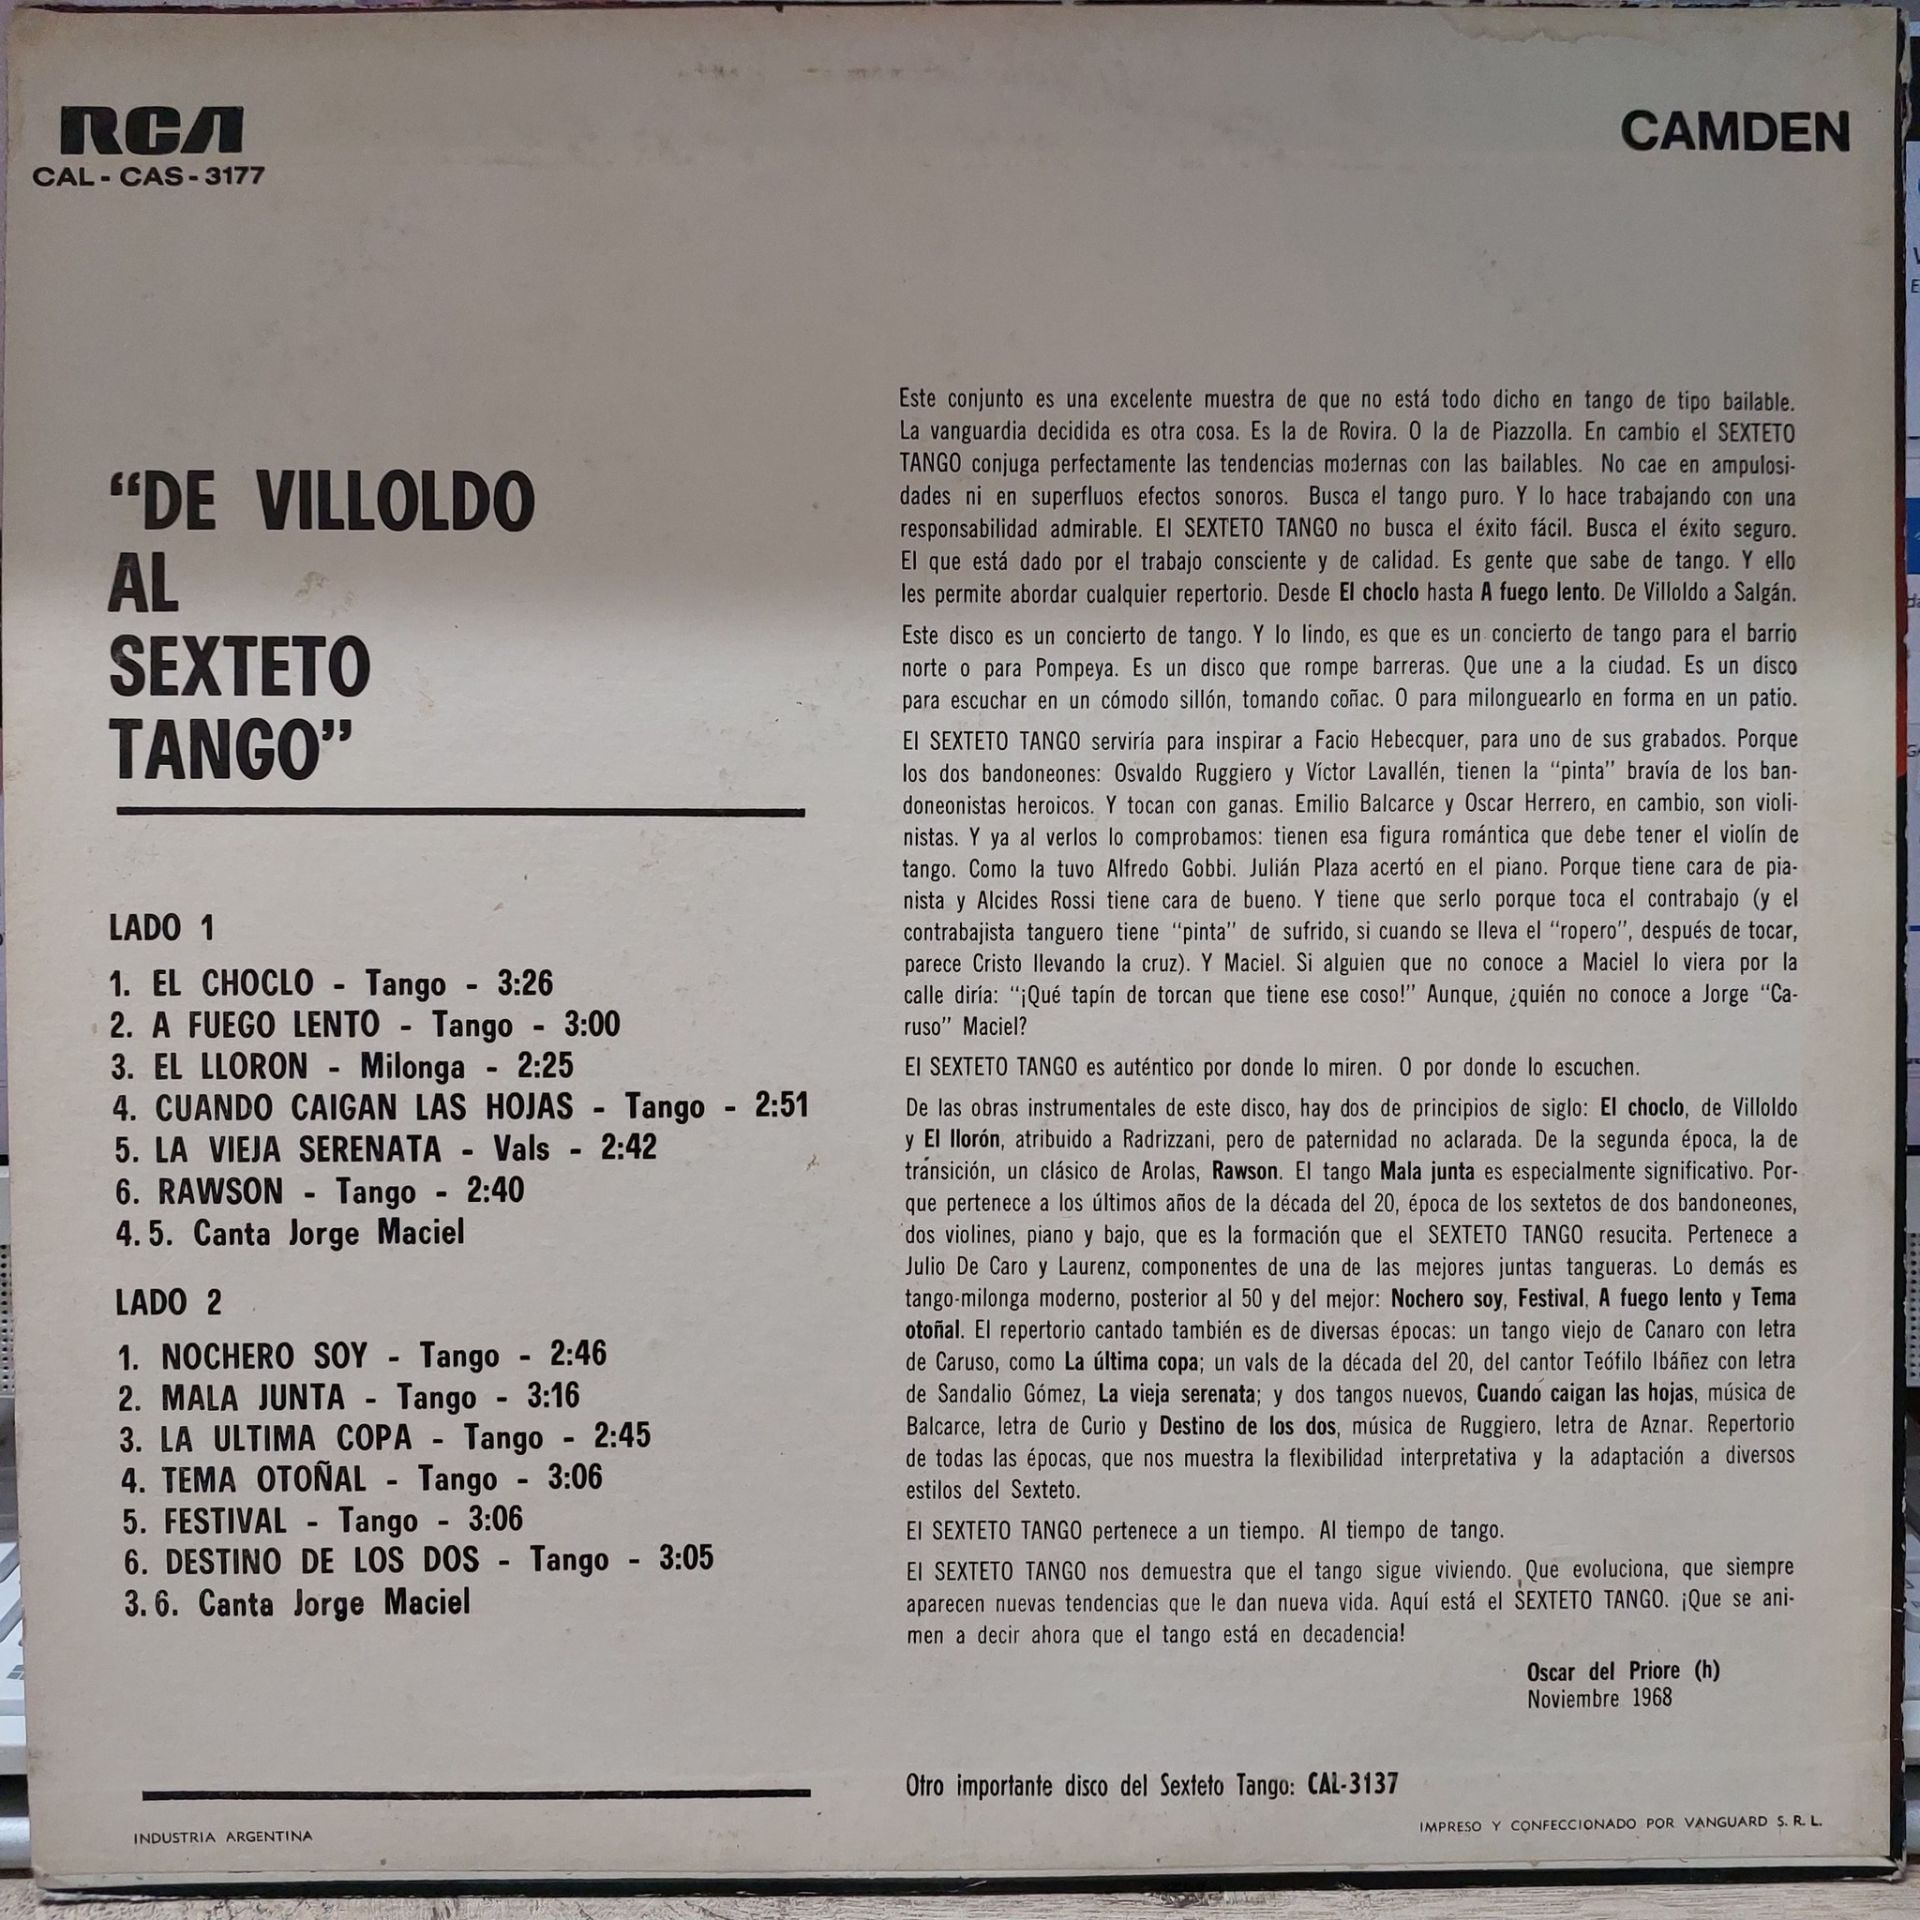 RCA
CAL - CAS - 3177
CAMDEN
“DE VILLOLDO
AL
SEXTETO
TANGO”
LADO 1
1. EL CHOCLO - Tango - 3:26
2. A FUEGO LENTO - Tango - 3:00
3. EL LLORON - Milonga - 2:25
4. CUANDO CAIGAN LAS HOJAS - Tango - 2:51
5. LA VIEJA SERENATA - Vals - 2:42
6. RAWSON - Tango - 2:40
4. 5. Canta Jorge Maciel
LADO 2
1. NOCHERO SOY - Tango - 2:46
2. MALA JUNTA - Tango - 3:16
3. LA ULTIMA COPA - Tango - 2:45
4. TEMA OTOÑAL - Tango - 3:06
5. FESTIVAL - Tango - 3:06
6. DESTINO DE LOS DOS - Tango - 3:05
3. 6. Canta Jorge Maciel
INDUSTRIA ARGENTINA
Este conjunto es una excelente muestra de que no está todo dicho en tango de tipo bailable.
La vanguardia decidida es otra cosa. Es la de Rovira. O la de Piazzolla. En cambio el SEXTETO
TANGO conjuga perfectamente las tendencias modernas con las bailables. No cae en ampulosi-
dades ni en superfluos efectos sonoros. Busca el tango puro. Y lo hace trabajando con una
responsabilidad admirable. El SEXTETO TANGO no busca el éxito fácil. Busca el éxito seguro.
El que está dado por el trabajo consciente y de calidad. Es gente que sabe de tango. Y ello
les permite abordar cualquier repertorio. Desde El choclo hasta A fuego lento. De Villoldo a Salgán.
Este disco es un concierto de tango. Y lo lindo, es que es un concierto de tango para el barrio
norte o para Pompeya. Es un disco que rompe barreras. Que une a la ciudad. Es un disco
para escuchar en un cómodo sillón, tomando coñac. O para milonguearlo en forma en un patio.
El SEXTETO TANGO serviría para inspirar a Facio Hebecquer, para uno de sus grabados. Porque
los dos bandoneones: Osvaldo Ruggiero y Víctor Lavallén, tienen la “pinta” bravía de los ban-
doneonistas heroicos. Y tocan con ganas. Emilio Balcarce y Oscar Herrero, en cambio, son violi-
nistas. Y ya al verlos lo comprobamos: tienen esa figura romántica que debe tener el violín de
tango. Como la tuvo Alfredo Gobbi. Julián Plaza acertó en el piano. Porque tiene cara de pia-
nista y Alcides Rossi tiene cara de bueno. Y tiene que serlo porque toca el contrabajo (y el
contrabajista tanguero tiene “pinta” de sufrido, si cuando se lleva el “ropero”, después de tocar,
parece Cristo llevando la cruz). Y Maciel. Si alguien que no conoce a Maciel lo viera por la
calle diría: “¡Qué tapín de torcan que tiene ese coso!” Aunque, ¿quién no conoce a Jorge “Ca-
ruso” Maciel?
El SEXTETO TANGO es auténtico por donde lo miren. O por donde lo escuchen.
De las obras instrumentales de este disco, hay dos de principios de siglo: El choclo, de Villoldo
y El llorón, atribuido a Radrizzani, pero de paternidad no aclarada. De la segunda época, la de
tránsición, un clásico de Arolas, Rawson. El tango Mala junta es especialmente significativo. Por-
que pertenece a los últimos años de la década del 20, época de los sextetos de dos bandoneones,
dos violines, piano y bajo, que es la formación que el SEXTETO TANGO resucita. Pertenece a
Julio De Caro y Laurenz, componentes de una de las mejores juntas tangueras. Lo demás es
tango-milonga moderno, posterior al 50 y del mejor: Nochero soy, Festival, A fuego lento y Tema
otoñal. El repertorio cantado también es de diversas épocas: un tango viejo de Canaro con letra
de Caruso, como La última copa; un vals de la década del 20, del cantor Teófilo Ibáñez con letra
de Sandalio Gómez, La vieja serenata; y dos tangos nuevos, Cuando caigan las hojas, música de
Balcarce, letra de Curio y Destino de los dos, música de Ruggiero, letra de Aznar. Repertorio
de todas las épocas, que nos muestra la flexibilidad interpretativa y la adaptación a diversos
estilos del Sexteto.
El SEXTETO TANGO pertenece a un tiempo. Al tiempo de tango.
El SEXTETO TANGO nos demuestra que el tango sigue viviendo. Que evoluciona, que siempre
aparecen nuevas tendencias que le dan nueva vida. Aquí está el SEXTETO TANGO. ¡Que se ani-
men a decir ahora que el tango está en decadencia!
Oscar del Priore (h)
Noviembre 1968
Otro importante disco del Sexteto Tango: CAL-3137
IMPRESO Y CONFECCIONADO POR VANGUARD S. R. L.